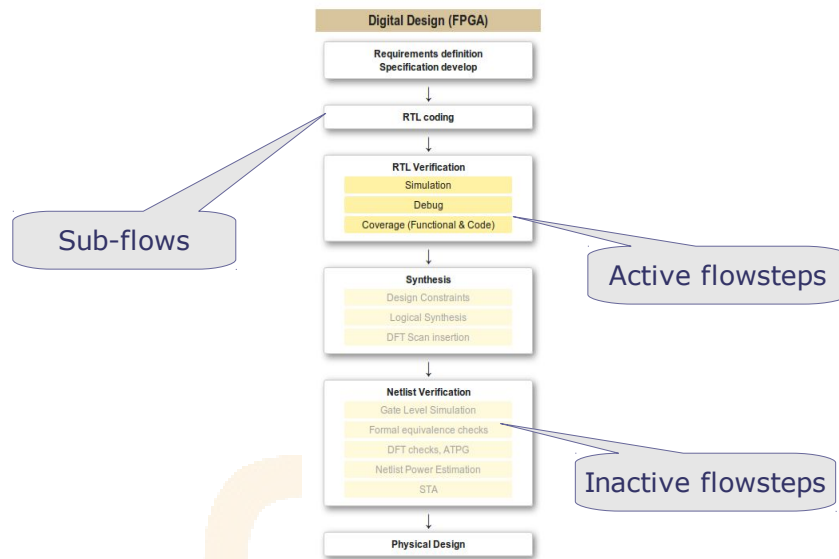 Digital Design (FPGA)
Requirements definition
Specification develop
RTL coding
RTL Verification
Simulation
Debug
Coverage (Functional & Code)
Sub-flows
Active flowsteps
Synthesis
Design Constraints
Logical Synthesis
DFT Scan insertion
Netlist Verification
Gate Level Simulation
Formal equivalence checks
DFT checks, ATPG
Netlist Power Estimation
STA
Inactive flowsteps
Physical Design